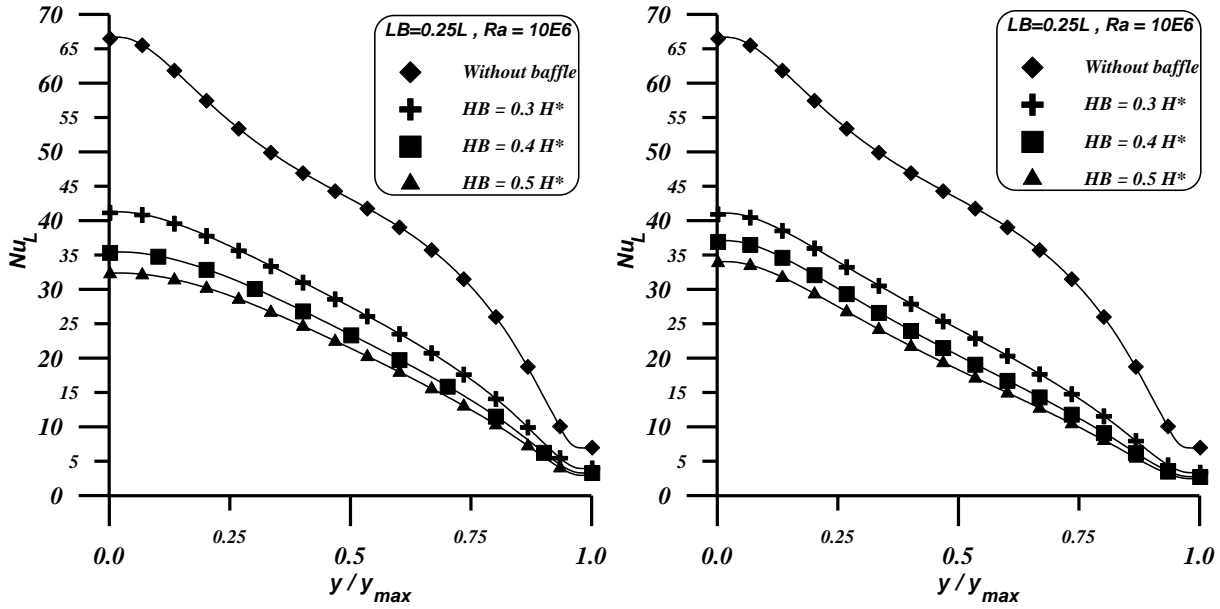 70
65
60
55
50
45
40
35
30
25
20
15
10
5
0
Nu_L
LB=0.25L , Ra = 10E6
Without baffle
HB = 0.3 H*
HB = 0.4 H*
HB = 0.5 H*
0.25
0.75
0.0
0.5
1.0
y / y_max
70
65
60
55
50
45
40
35
30
25
20
15
10
5
0
Nu_L
LB=0.25L , Ra = 10E6
Without baffle
HB = 0.3 H*
HB = 0.4 H*
HB = 0.5 H*
0.25
0.75
0.0
0.5
1.0
y / y_max